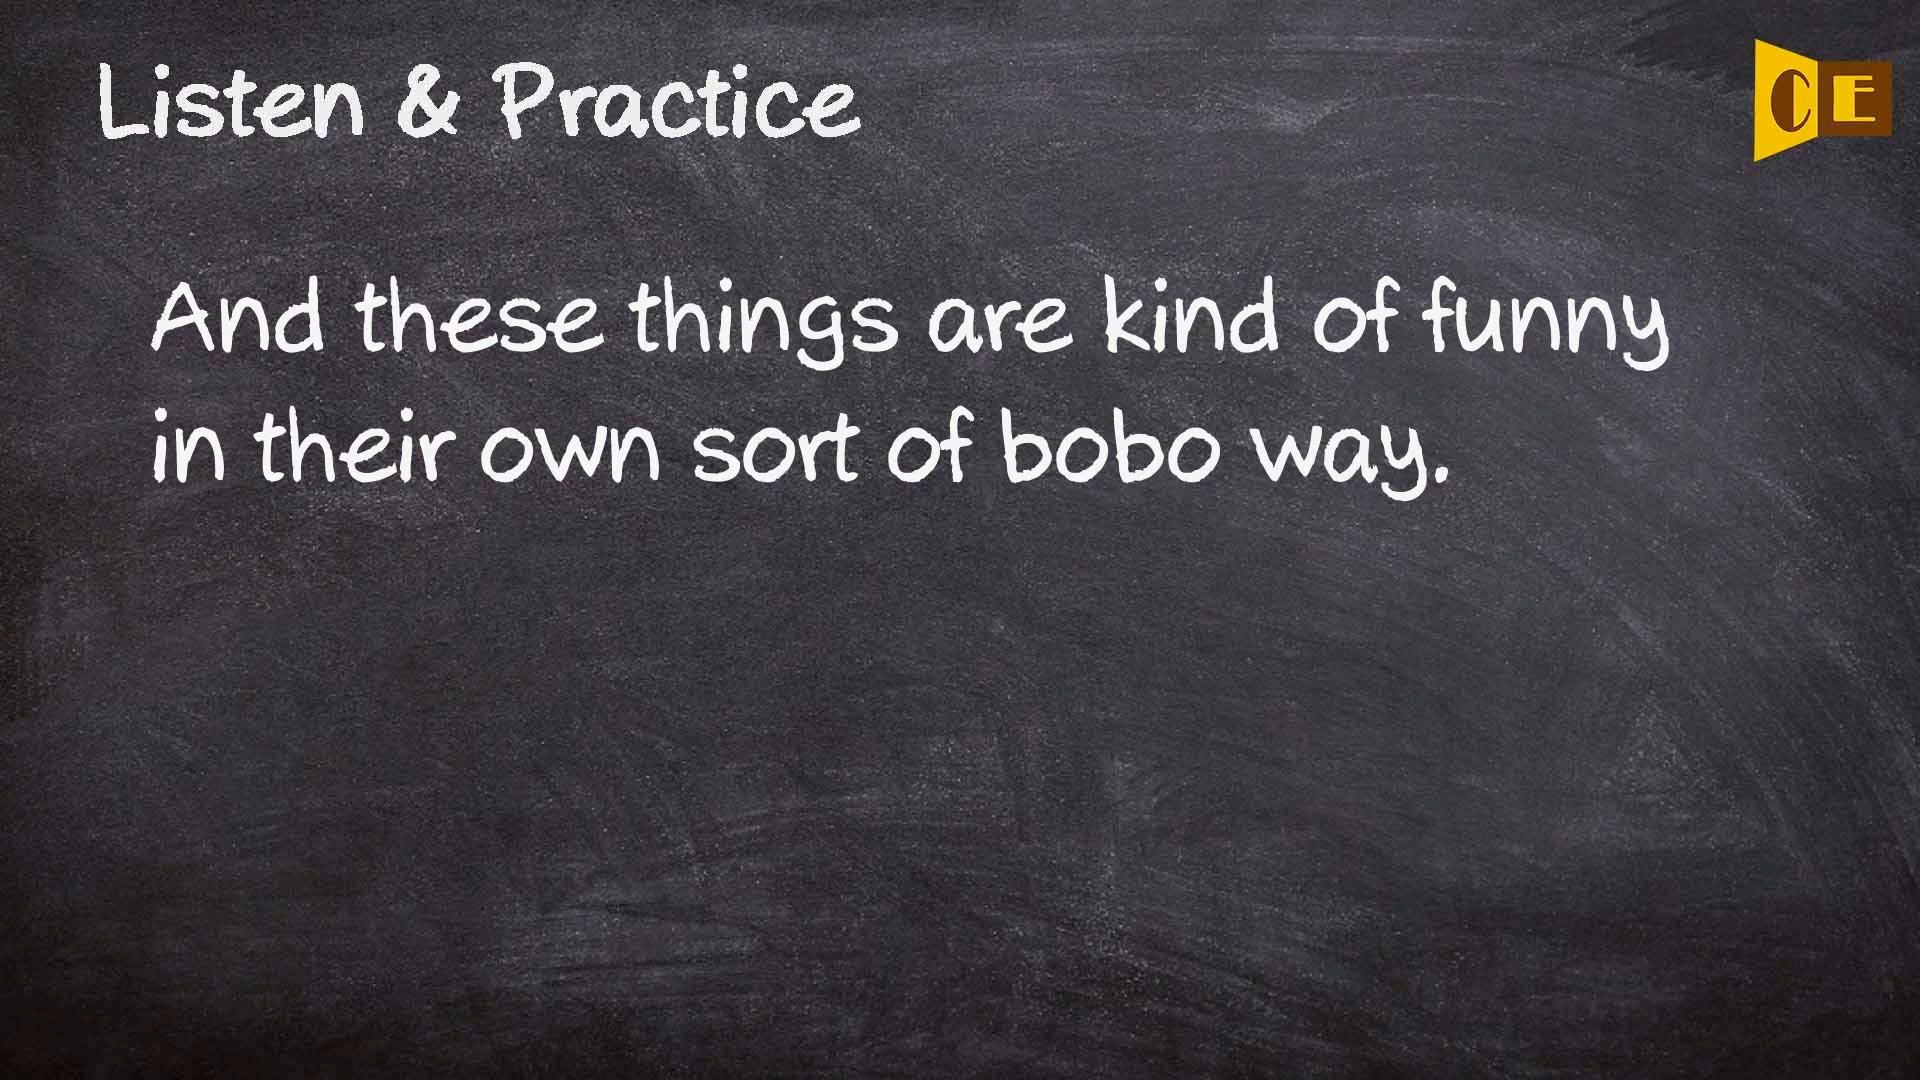 Listen & Practice
CE
And these things are kind of funny
in their own sort of bobo way.